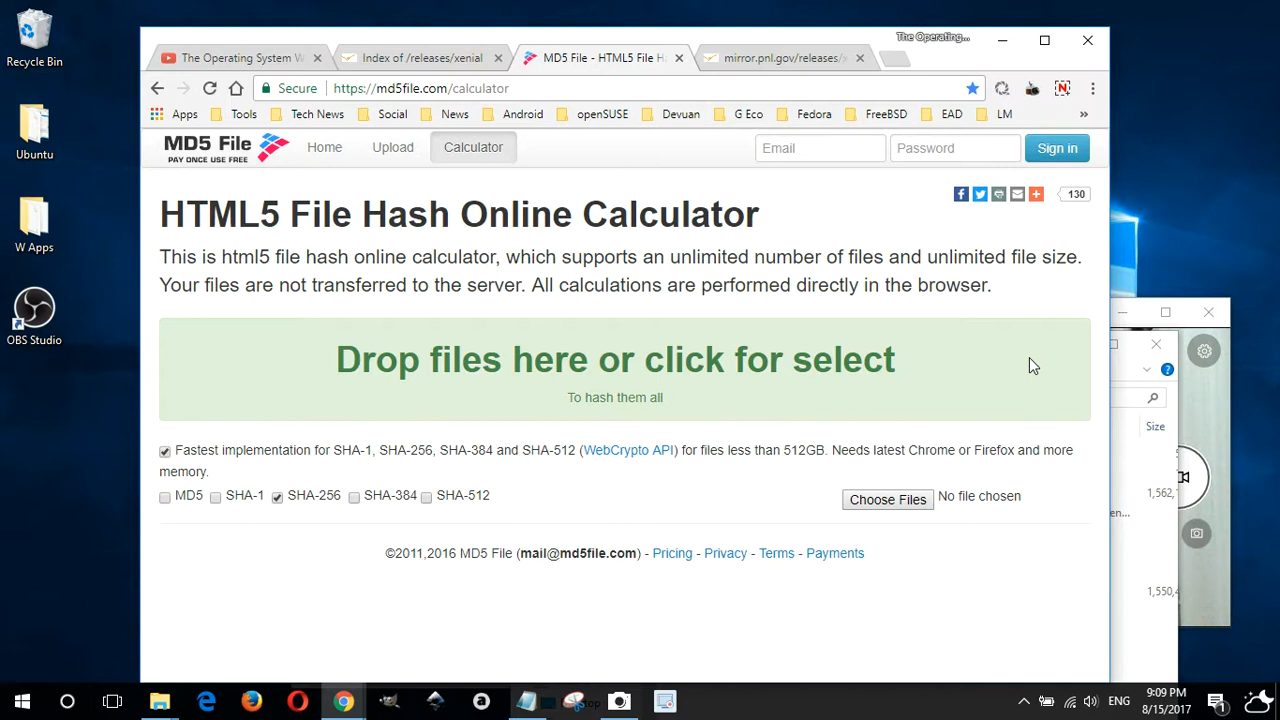 Recycle Bin
Ubuntu
W Apps
OBS Studio
The Operating...
The Operating System W
Index of /releases/xenial
MD5 File - HTML5 File H
mirror.pnl.gov/releases/x
Secure
https://md5file.com/calculator
Apps
Tools
Tech News
Social
News
Android
openSUSE
Devuan
G Eco
Fedora
FreeBSD
EAD
LM
»
MD5 File
PAY ONCE USE FREE
Home
Upload
Calculator
Email
Password
Sign in
130
HTML5 File Hash Online Calculator
This is html5 file hash online calculator, which supports an unlimited number of files and unlimited file size.
Your files are not transferred to the server. All calculations are performed directly in the browser.
Drop files here or click for select
To hash them all
Fastest implementation for SHA-1, SHA-256, SHA-384 and SHA-512 (WebCrypto API) for files less than 512GB. Needs latest Chrome or Firefox and more
memory.
MD5 SHA-1 SHA-256 SHA-384 SHA-512
Choose Files No file chosen
©2011,2016 MD5 File (mail@md5file.com) - Pricing - Privacy - Terms - Payments
Size
1,562,
en...
1,550,4
ENG
9:09 PM
8/15/2017
1